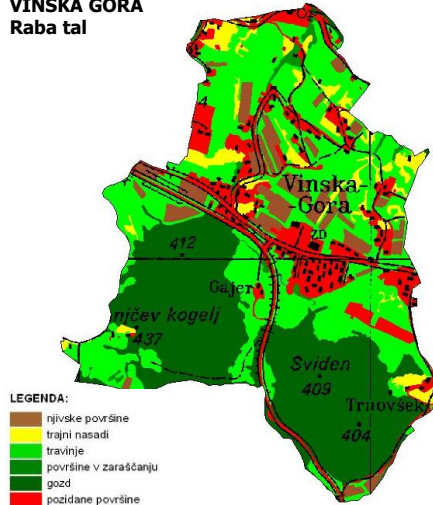 VINSKA GORA
Raba tal
Vinska-
-Gora
ZD
412
Gajer
njičev kogelj
437
Sviden
409
Trnovšek
404
LEGENDA:
njivske površine
trajni nasadi
travinje
površine v zaraščanju
gozd
pozidane površine